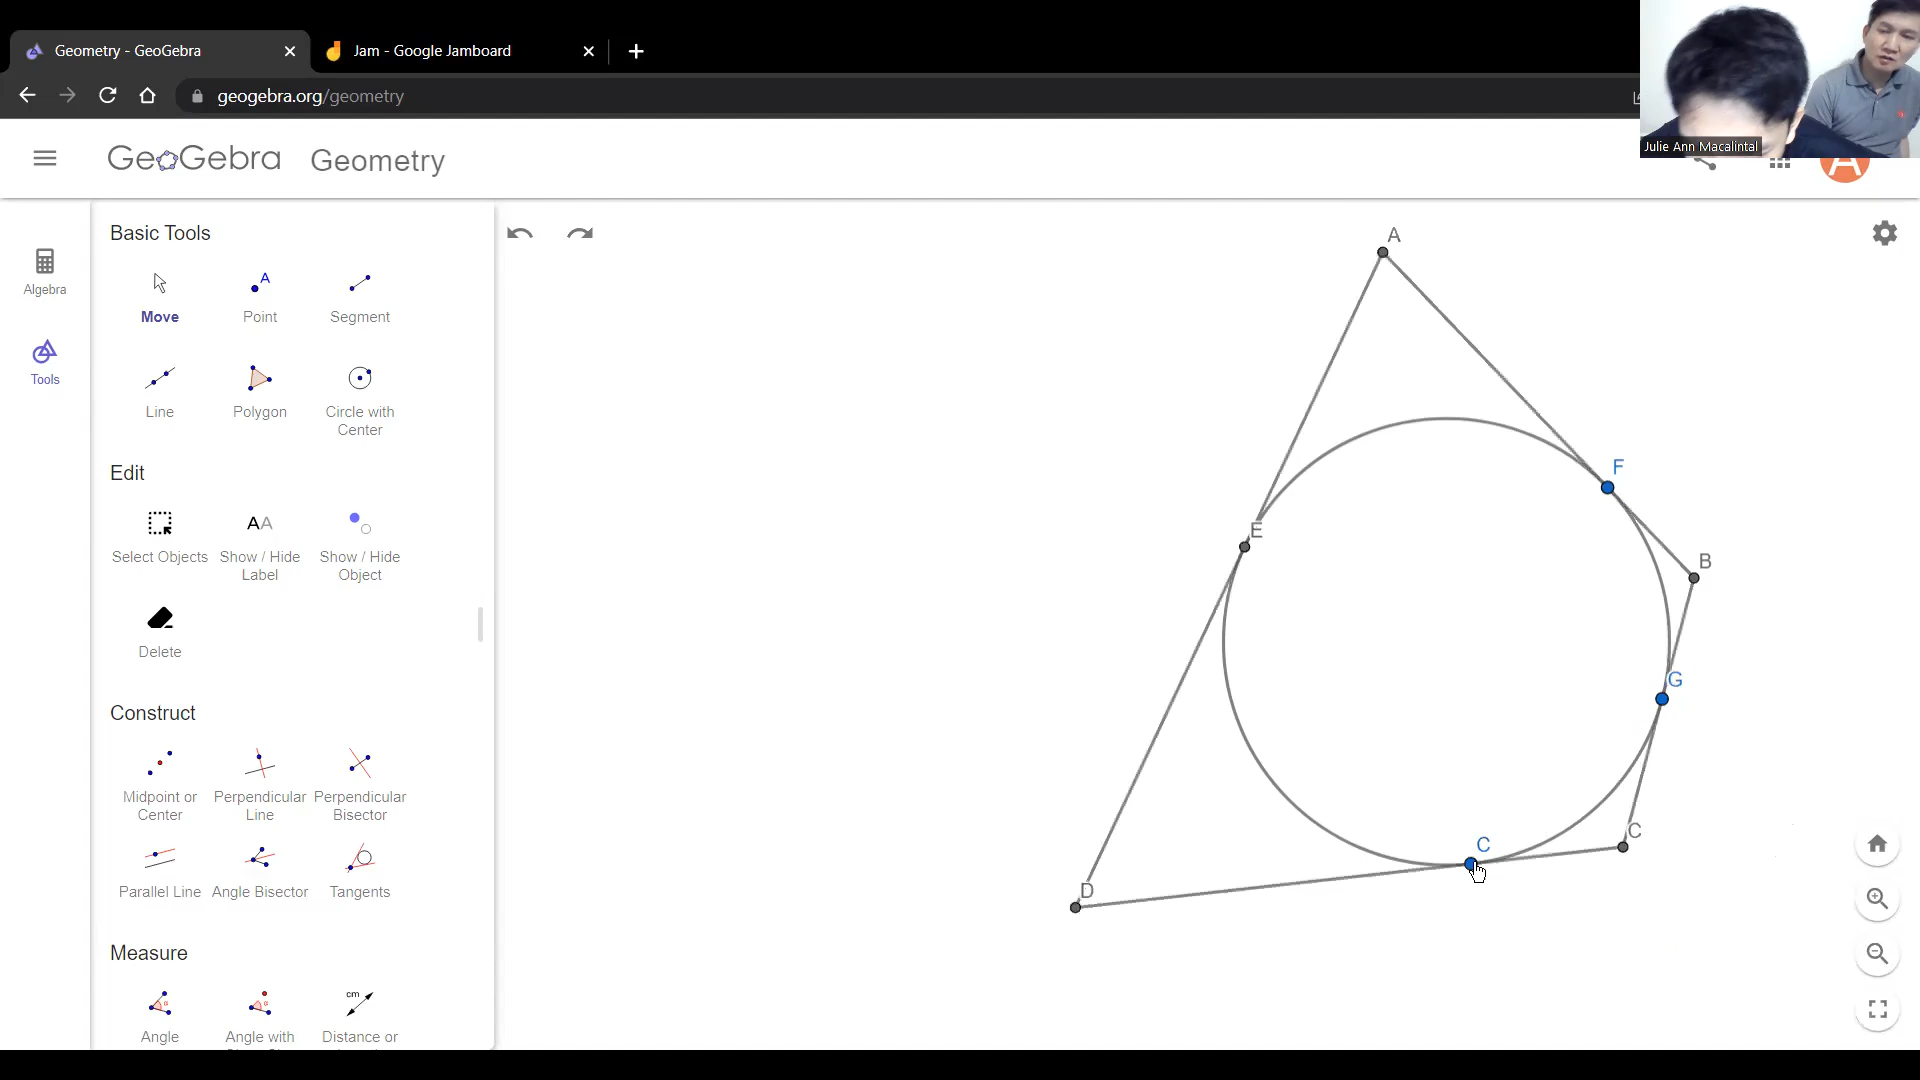 Geometry - GeoGebra
Jam - Google Jamboard
geogebra.org/geometry
Julie Ann Macalintal
GeoGebra Geometry
A
Algebra
Tools
Basic Tools
Move
A
Point
Segment
Line
Polygon
Circle with
Center
Edit
Select Objects
AA
Show / Hide
Label
Show / Hide
Object
Delete
Construct
Midpoint or
Center
Perpendicular
Line
Perpendicular
Bisector
Parallel Line
Angle Bisector
Tangents
Measure
α
Angle
α
Angle with
cm
Distance or
A
F
E
B
G
C
C
D